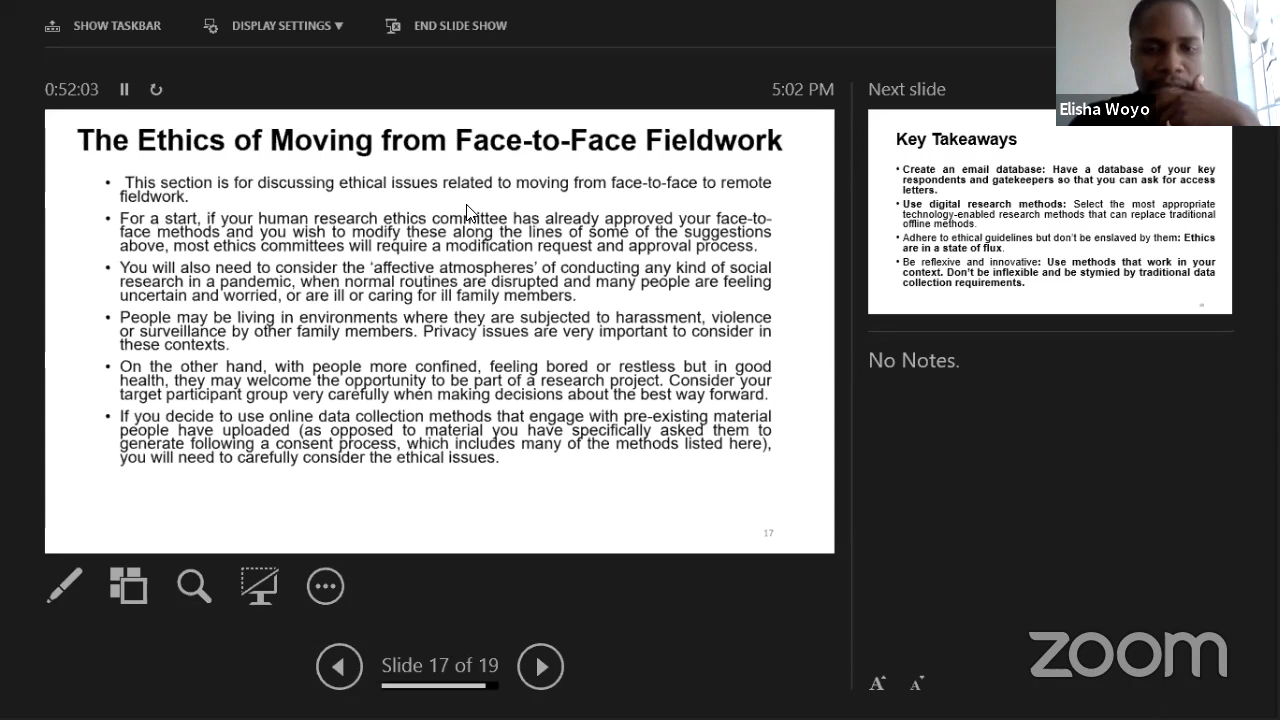 SHOW TASKBAR
DISPLAY SETTINGS ▼
END SLIDE SHOW
0:52:03
5:02 PM
The Ethics of Moving from Face-to-Face Fieldwork
• This section is for discussing ethical issues related to moving from face-to-face to remote
fieldwork.
• For a start, if your human research ethics committee has already approved your face-to-
face methods and you wish to modify these along the lines of some of the suggestions
above, most ethics committees will require a modification request and approval process.
• You will also need to consider the ‘affective atmospheres’ of conducting any kind of social
research in a pandemic, when normal routines are disrupted and many people are feeling
uncertain and worried, or are ill or caring for ill family members.
• People may be living in environments where they are subjected to harassment, violence
or surveillance by other family members. Privacy issues are very important to consider in
these contexts.
• On the other hand, with people more confined, feeling bored or restless but in good
health, they may welcome the opportunity to be part of a research project. Consider your
target participant group very carefully when making decisions about the best way forward.
• If you decide to use online data collection methods that engage with pre-existing material
people have uploaded (as opposed to material you have specifically asked them to
generate following a consent process, which includes many of the methods listed here),
you will need to carefully consider the ethical issues.
17
Slide 17 of 19
Next slide
Elisha Woyo
Key Takeaways
• Create an email database: Have a database of your key
respondents and gatekeepers so that you can ask for access
letters.
• Use digital research methods: Select the most appropriate
technology-enabled research methods that can replace traditional
offline methods.
• Adhere to ethical guidelines but don't be enslaved by them: Ethics
are in a state of flux.
• Be reflexive and innovative: Use methods that work in your
context. Don't be inflexible and be stymied by traditional data
collection requirements.
No Notes.
A A
zoom